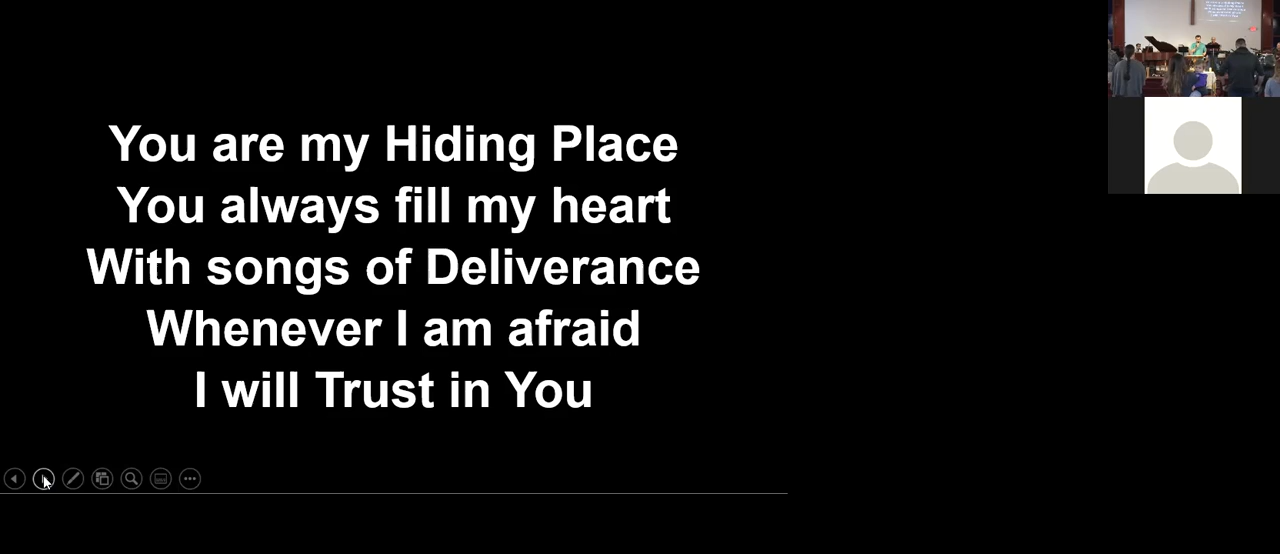 You are my Hiding Place
You always fill my heart
With songs of Deliverance
Whenever I am afraid
I will Trust in You